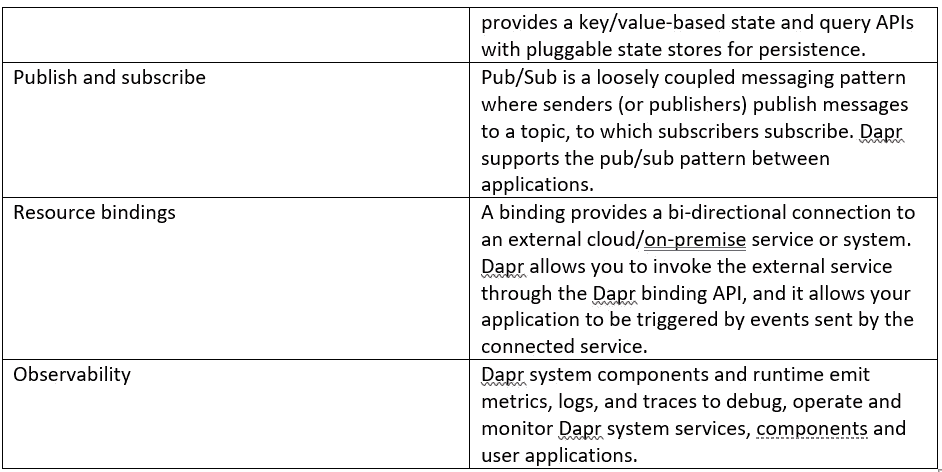 provides a key/value-based state and query APIs
with pluggable state stores for persistence.
Publish and subscribe
Pub/Sub is a loosely coupled messaging pattern
where senders (or publishers) publish messages
to a topic, to which subscribers subscribe. Dapr
supports the pub/sub pattern between
applications.
Resource bindings
A binding provides a bi-directional connection to
an external cloud/on-premise service or system.
Dapr allows you to invoke the external service
through the Dapr binding API, and it allows your
application to be triggered by events sent by the
connected service.
Observability
Dapr system components and runtime emit
metrics, logs, and traces to debug, operate and
monitor Dapr system services, components and
user applications.